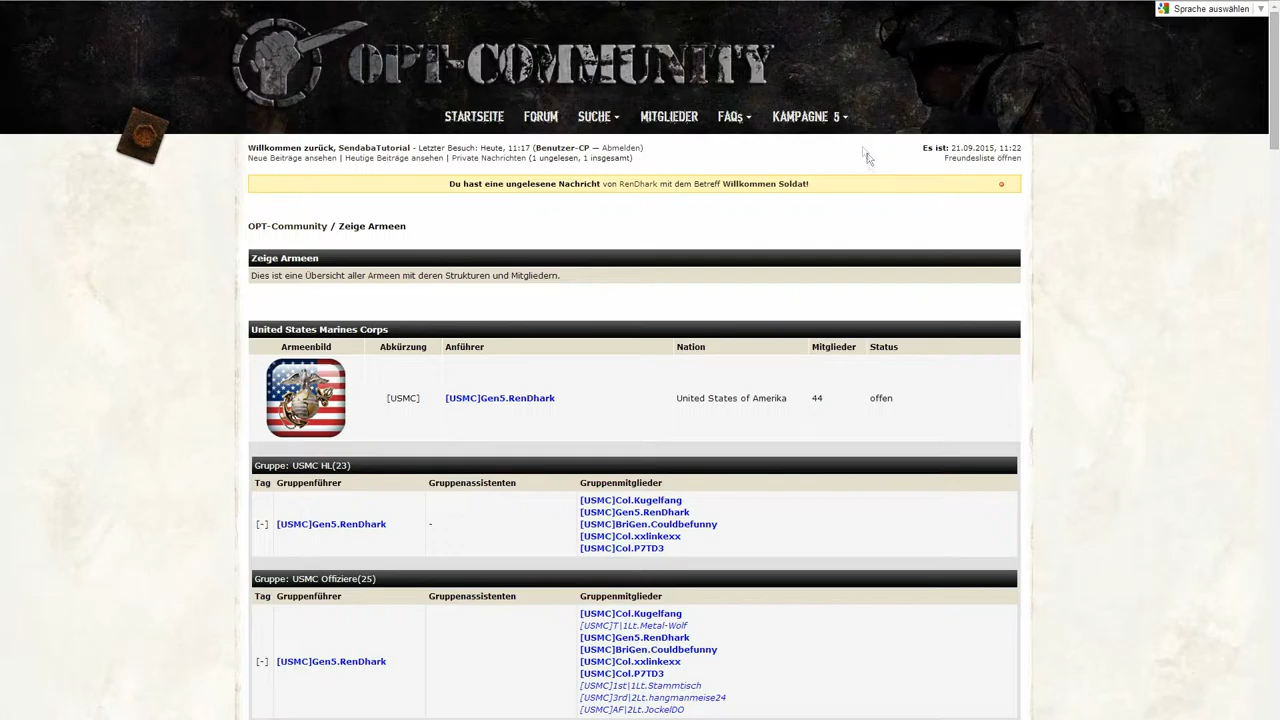 Sprache auswählen
OPT-COMMUNITY
STARTSEITE FORUM SUCHE MITGLIEDER FAQs KAMPAGNE 5
Willkommen zurück, SendabaTutorial - Letzter Besuch: Heute, 11:17 (Benutzer-CP — Abmelden) Es ist: 21.09.2015, 11:22
Neue Beiträge ansehen | Heutige Beiträge ansehen | Private Nachrichten (1 ungelesen, 1 insgesamt) Freundesliste öffnen
Du hast eine ungelesene Nachricht von RenDhark mit dem Betreff Willkommen Soldat!
OPT-Community / Zeige Armeen
Zeige Armeen
Dies ist eine Übersicht aller Armeen mit deren Strukturen und Mitgliedern.
United States Marines Corps
Armeenbild Abkürzung Anführer Nation Mitglieder Status
[USMC] [USMC]Gen5.RenDhark United States of Amerika 44 offen
Gruppe: USMC HL(23)
Tag Gruppenführer Gruppenassistenten Gruppenmitglieder
[USMC]Col.Kugelfang
[USMC]Gen5.RenDhark
[-] [USMC]Gen5.RenDhark - [USMC]BriGen.Couldbefunny
[USMC]Col.xxlinkexx
[USMC]Col.P7TD3
Gruppe: USMC Offiziere(25)
Tag Gruppenführer Gruppenassistenten Gruppenmitglieder
[USMC]Col.Kugelfang
[USMC]T|1Lt.Metal-Wolf
[USMC]Gen5.RenDhark
[USMC]BriGen.Couldbefunny
[-] [USMC]Gen5.RenDhark [USMC]Col.xxlinkexx
[USMC]Col.P7TD3
[USMC]1st|1Lt.Stammtisch
[USMC]3rd|2Lt.hangmanmeise24
[USMC]AF|2Lt.JockelDO